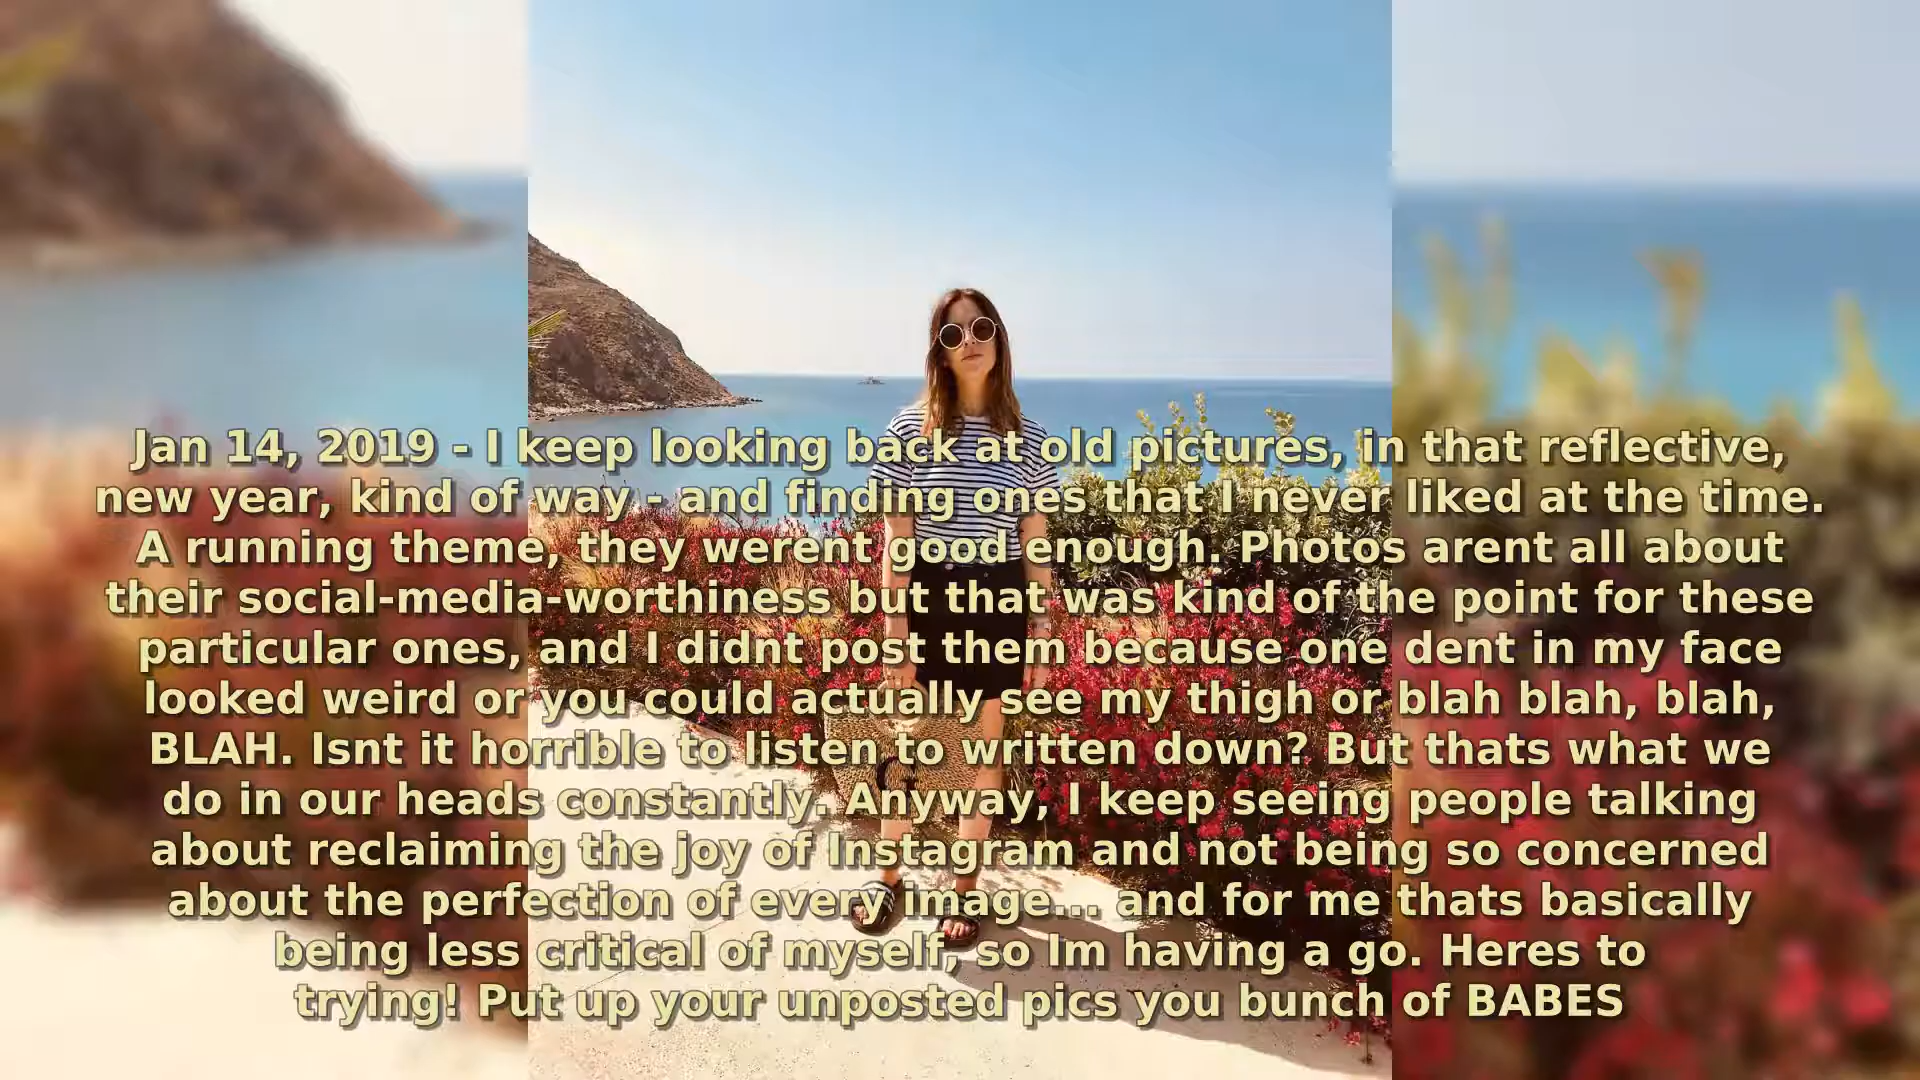 Jan 14, 2019 - I keep looking back at old pictures, in that reflective,
new year, kind of way - and finding ones that I never liked at the time.
A running theme, they werent good enough. Photos arent all about
their social-media-worthiness but that was kind of the point for these
particular ones, and I didnt post them because one dent in my face
looked weird or you could actually see my thigh or blah blah, blah,
BLAH. Isnt it horrible to listen to written down? But thats what we
do in our heads constantly. Anyway, I keep seeing people talking
about reclaiming the joy of Instagram and not being so concerned
about the perfection of every image... and for me thats basically
being less critical of myself, so Im having a go. Heres to
trying! Put up your unposted pics you bunch of BABES